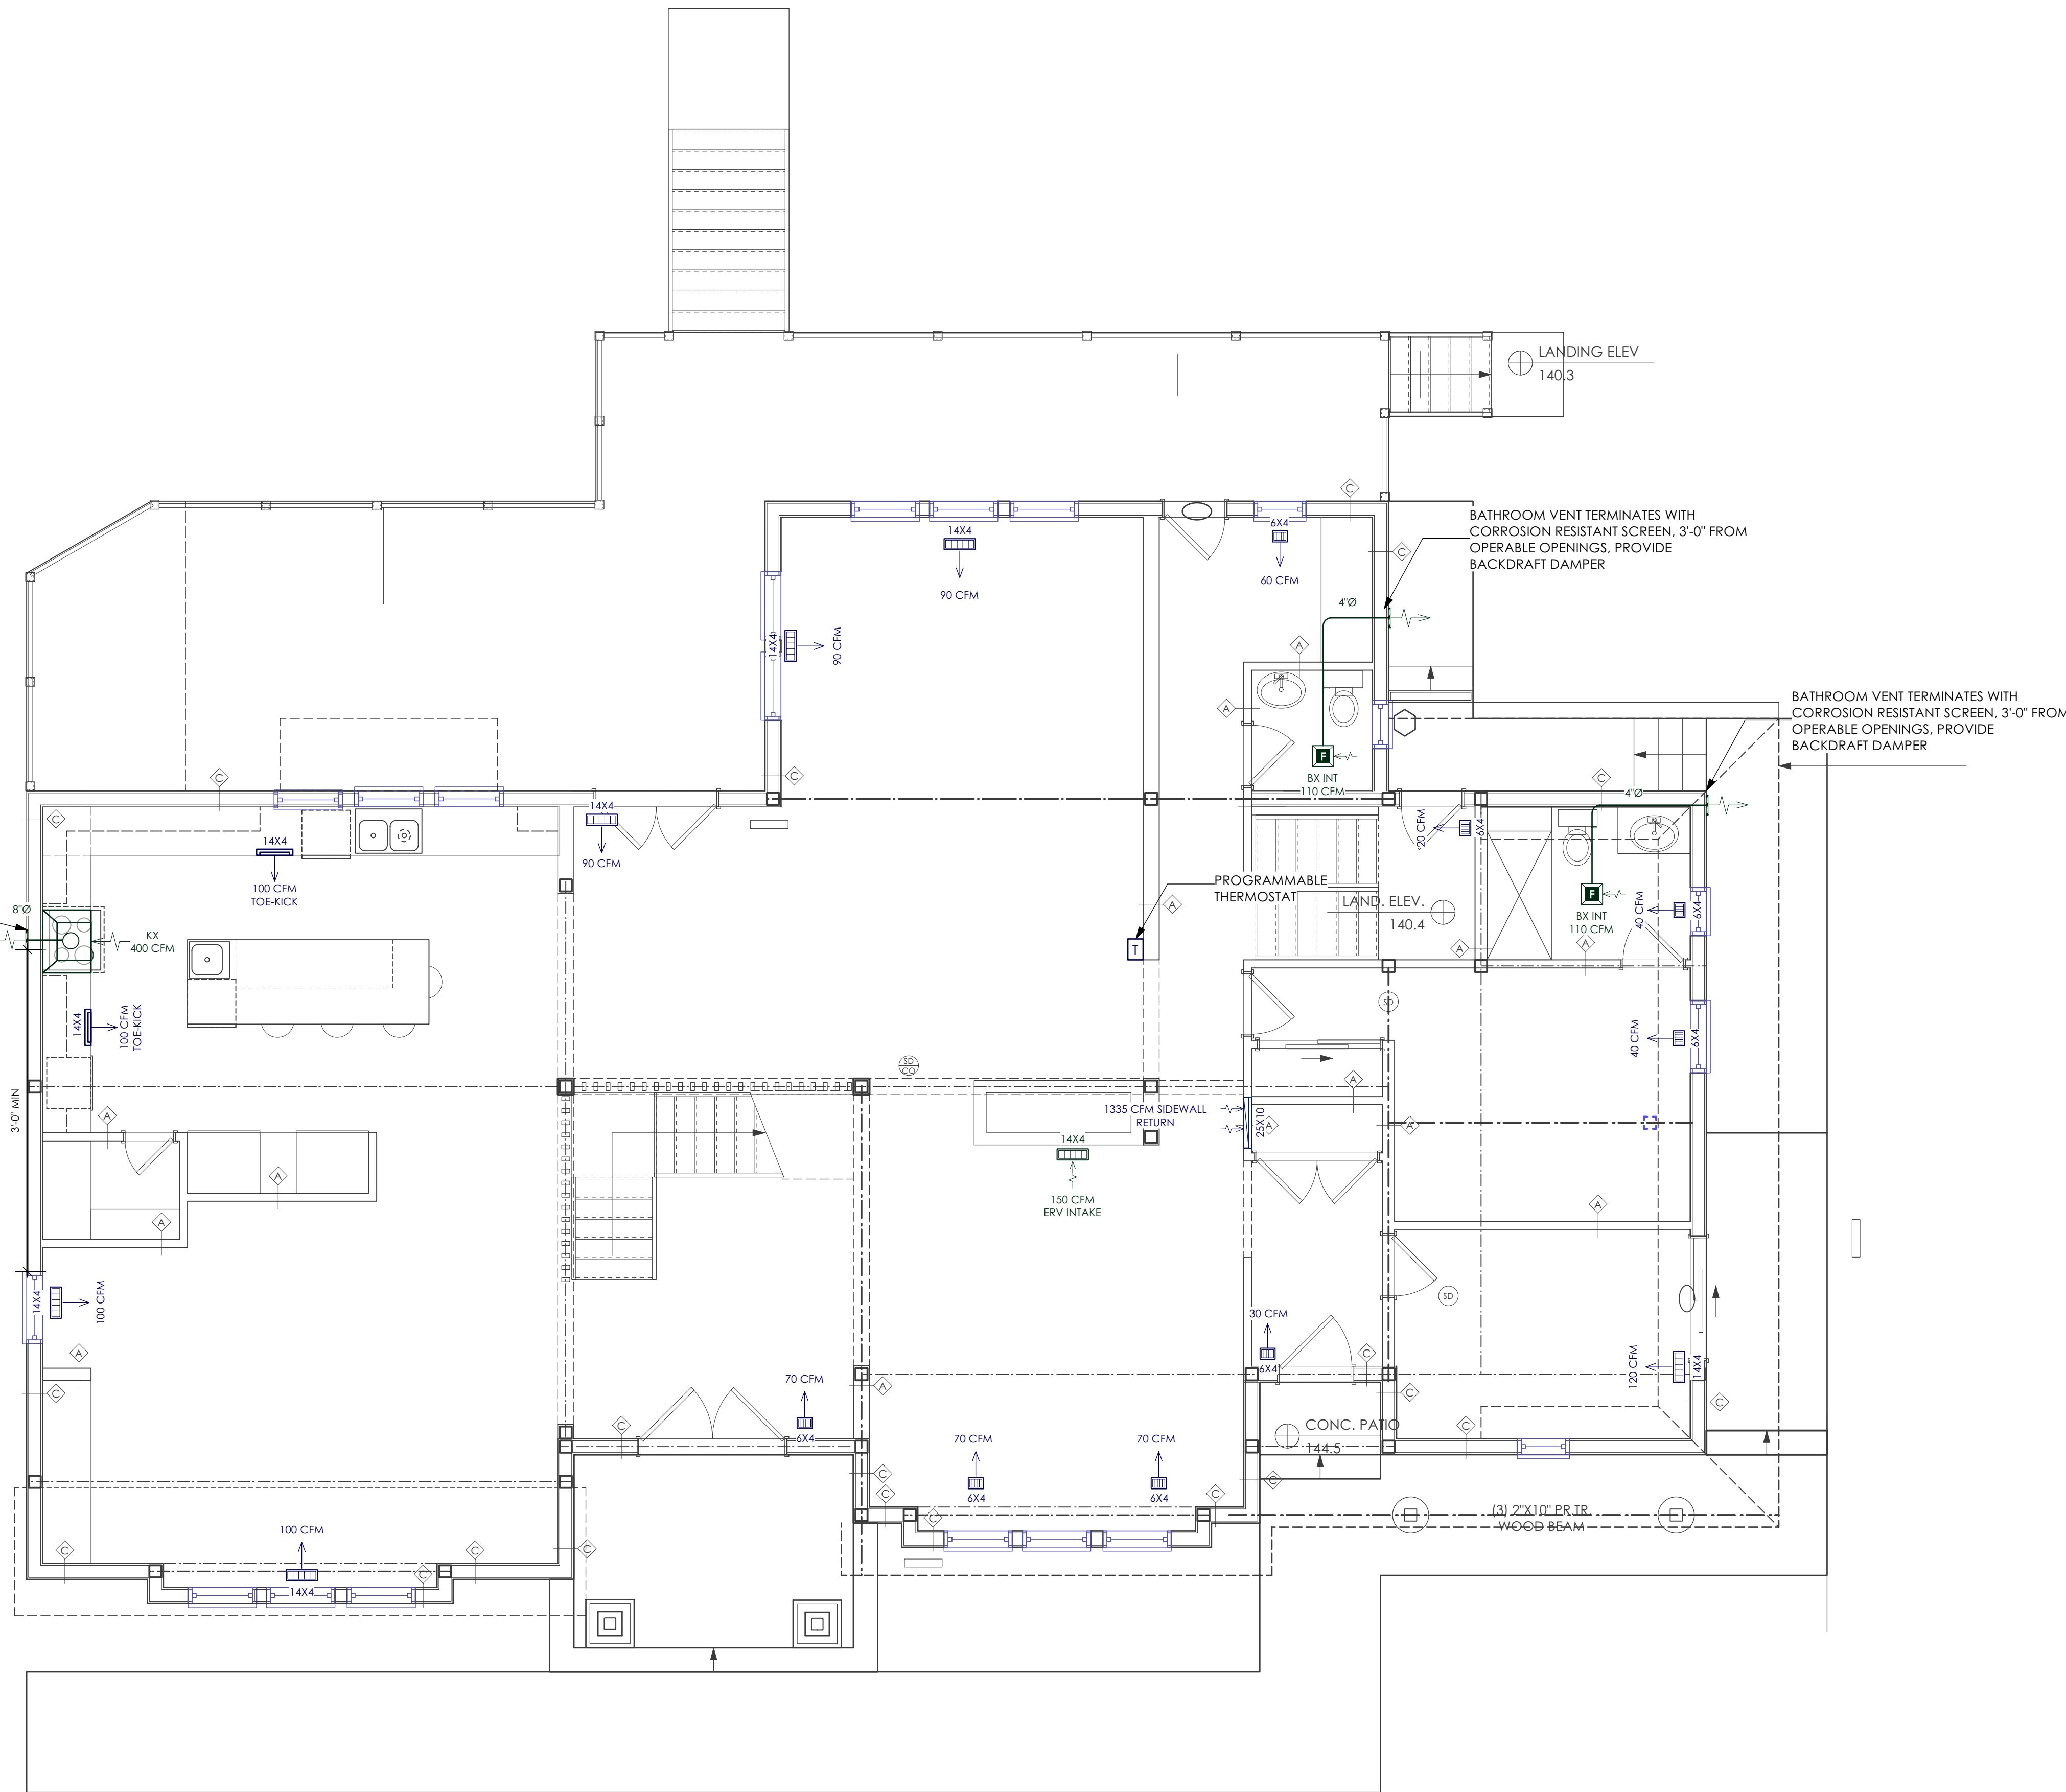 LANDING ELEV
140.3
C
BATHROOM VENT TERMINATES WITH
CORROSION RESISTANT SCREEN, 3'-0" FROM
OPERABLE OPENINGS, PROVIDE
BACKDRAFT DAMPER
14X4
90 CFM
6X4
60 CFM
C
4"Ø
14X4
90 CFM
A
A
BATHROOM VENT TERMINATES WITH
CORROSION RESISTANT SCREEN, 3'-0" FROM
OPERABLE OPENINGS, PROVIDE
BACKDRAFT DAMPER
F
BX INT
110 CFM
C
C
C
4"Ø
C
14X4
90 CFM
14X4
100 CFM
TOE-KICK
20 CFM
6X4
PROGRAMMABLE
THERMOSTAT
T
A
LAND. ELEV.
140.4
F
BX INT
110 CFM
40 CFM
6X4
A
A
8"Ø
KX
400 CFM
14X4
100 CFM
TOE-KICK
SD
40 CFM
6X4
SD
CO
3'-0" MIN
A
A
1335 CFM SIDEWALL
RETURN
25X10
A
A
14X4
150 CFM
ERV INTAKE
A
A
A
14X4
100 CFM
SD
30 CFM
6X4
A
C
C
120 CFM
14X4
70 CFM
6X4
A
C
C
C
C
CONC. PATIO
144.5
70 CFM
6X4
70 CFM
6X4
C
C
C
C
C
(3) 2"X10" PR.TR.
WOOD BEAM
100 CFM
14X4
C
C
C
C